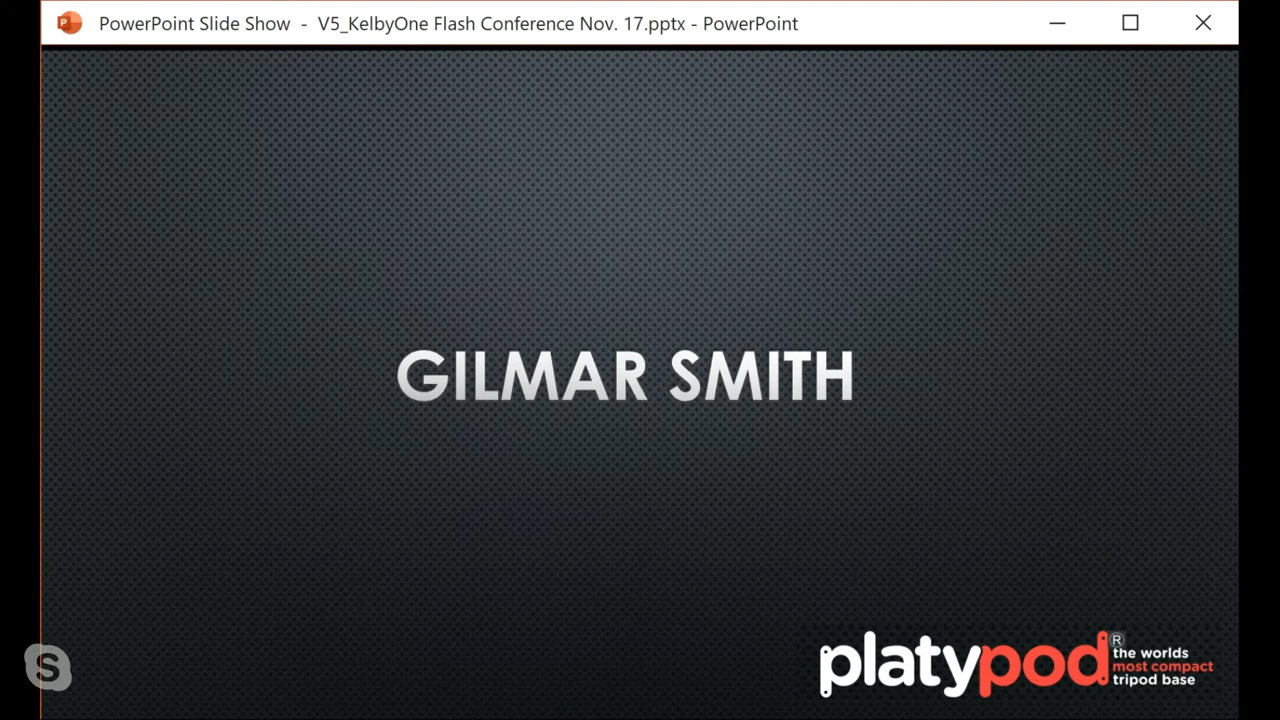 PowerPoint Slide Show - V5_KelbyOne Flash Conference Nov. 17.pptx - PowerPoint
GILMAR SMITH
platypod®
the worlds
most compact
tripod base